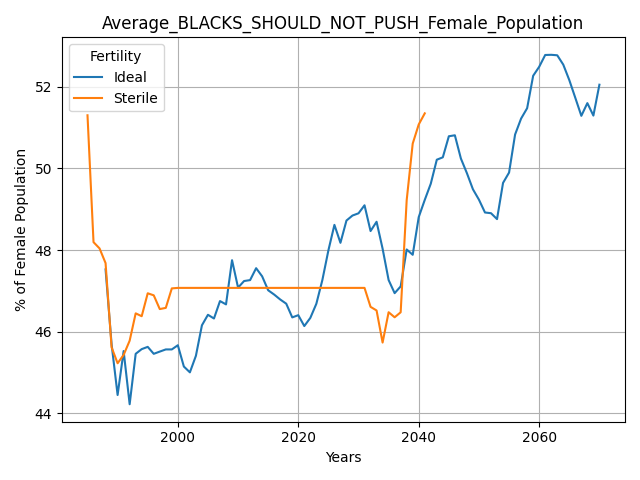 Average_BLACKS_SHOULD_NOT_PUSH_Female_Population
Fertility
Ideal
Sterile
% of Female Population
52
50
48
46
44
2000 2020 2040 2060
Years